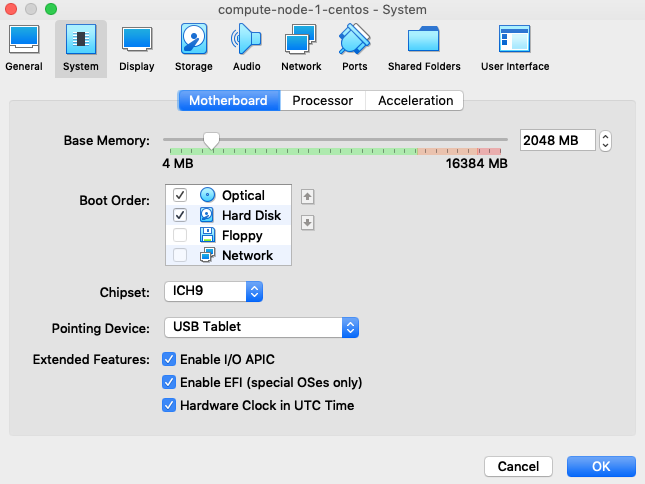 compute-node-1-centos - System
General System Display Storage Audio Network Ports Shared Folders User Interface
Motherboard Processor Acceleration
Base Memory: 2048 MB
4 MB 16384 MB
Boot Order: Optical
Hard Disk
Floppy
Network
Chipset: ICH9
Pointing Device: USB Tablet
Extended Features: Enable I/O APIC
Enable EFI (special OSes only)
Hardware Clock in UTC Time
Cancel OK